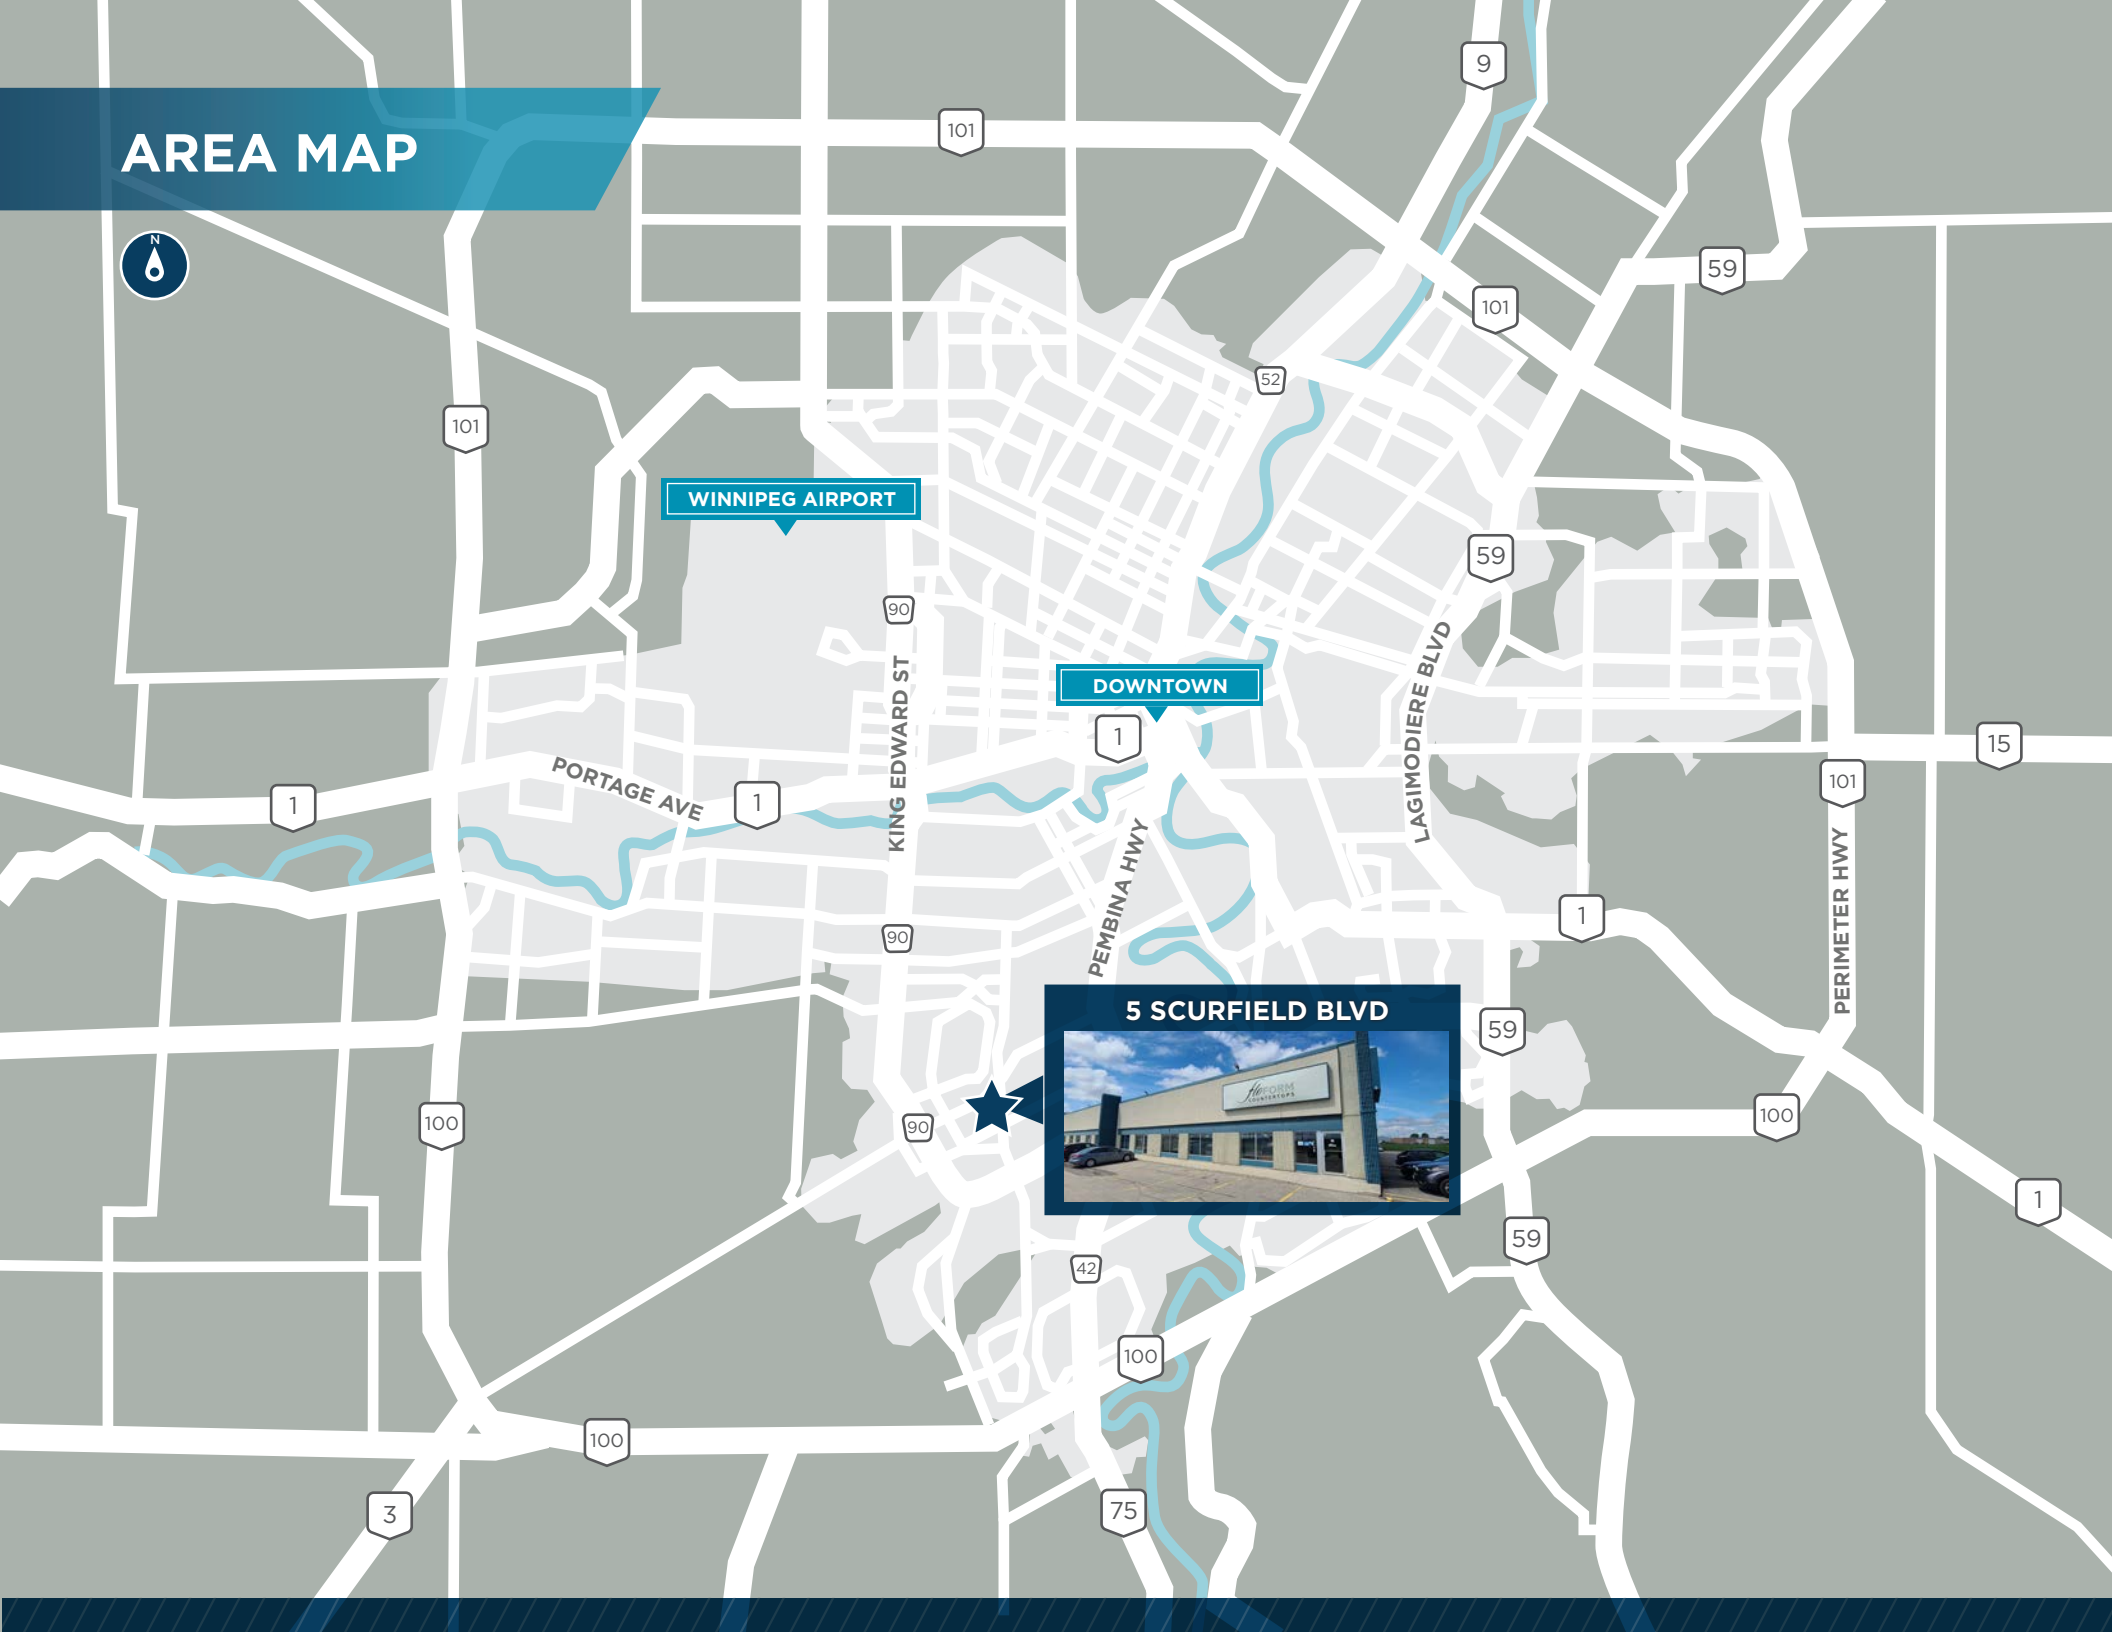 AREA MAP
N
9
101
59
101
52
101
WINNIPEG AIRPORT
59
90
KING EDWARD ST
LAGIMODIERE BLVD
DOWNTOWN
1
15
PORTAGE AVE
1
1
101
PERIMETER HWY
PEMBINA HWY
1
90
5 SCURFIELD BLVD
floFORM
COUNTERTOPS
59
100
90
100
1
59
42
100
100
75
3